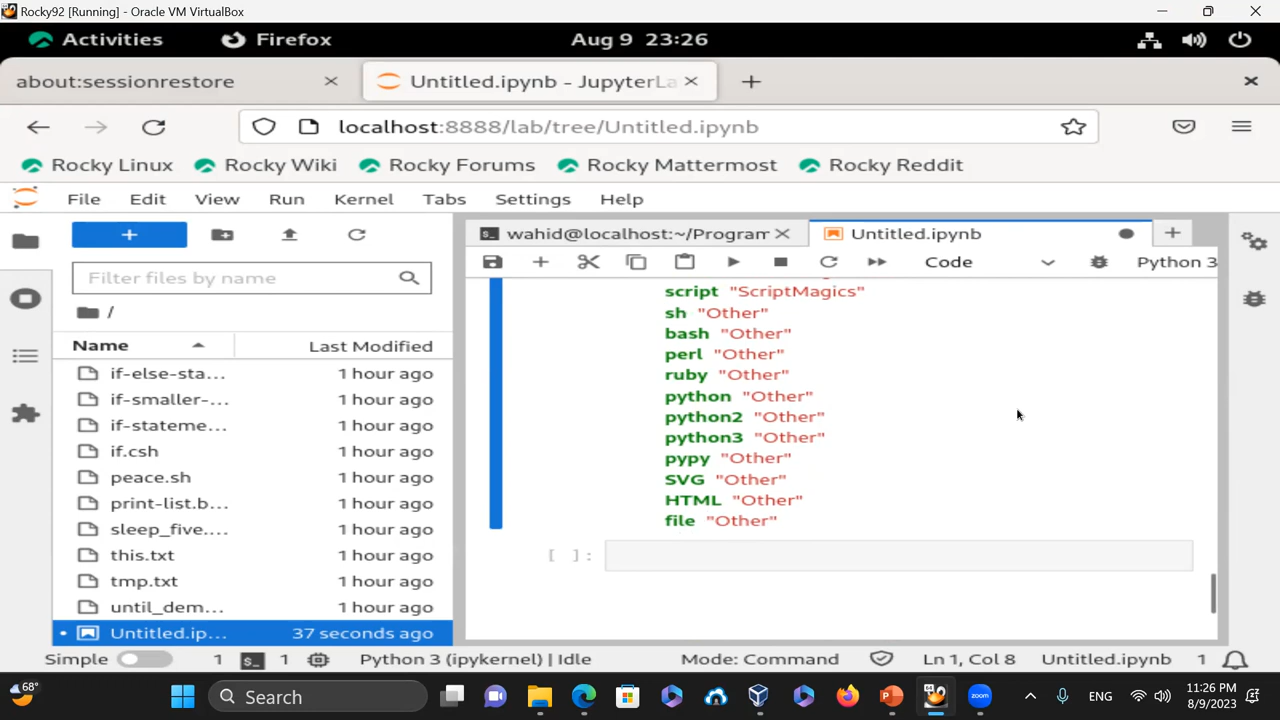 Rocky92 [Running] - Oracle VM VirtualBox
Activities Firefox Aug 9 23:26
about:sessionrestore Untitled.ipynb - JupyterLa
localhost:8888/lab/tree/Untitled.ipynb
Rocky Linux Rocky Wiki Rocky Forums Rocky Mattermost Rocky Reddit
File Edit View Run Kernel Tabs Settings Help
wahid@localhost:~/Program Untitled.ipynb
Code Python 3
Filter files by name
/
Name Last Modified
if-else-sta... 1 hour ago
if-smaller-... 1 hour ago
if-stateme... 1 hour ago
if.csh 1 hour ago
peace.sh 1 hour ago
print-list.b... 1 hour ago
sleep_five.... 1 hour ago
this.txt 1 hour ago
tmp.txt 1 hour ago
until_dem... 1 hour ago
Untitled.ip... 37 seconds ago
script "ScriptMagics"
sh "Other"
bash "Other"
perl "Other"
ruby "Other"
python "Other"
python2 "Other"
python3 "Other"
pypy "Other"
SVG "Other"
HTML "Other"
file "Other"
[ ]:
Simple 1 1 Python 3 (ipykernel) | Idle Mode: Command Ln 1, Col 8 Untitled.ipynb 1
68° Search ENG 11:26 PM
8/9/2023